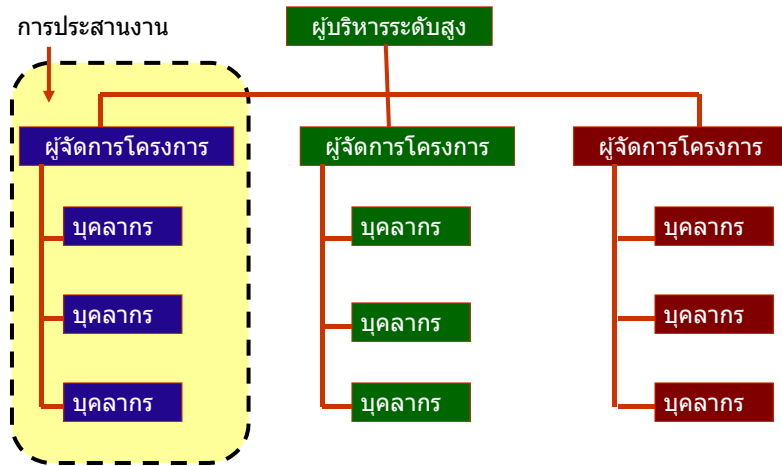 การประสานงาน
ผู้บริหารระดับสูง
ผู้จัดการโครงการ
ผู้จัดการโครงการ
ผู้จัดการโครงการ
บุคลากร
บุคลากร
บุคลากร
บุคลากร
บุคลากร
บุคลากร
บุคลากร
บุคลากร
บุคลากร